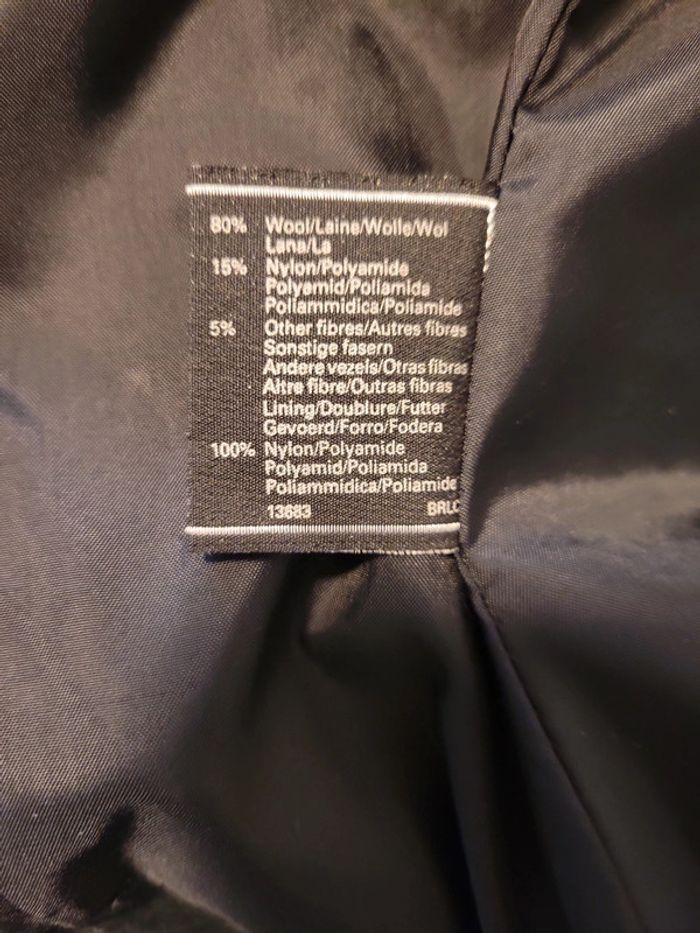 80% Wool/Laine/Wolle/Wol
Lana/La
15% Nylon/Polyamide
Polyamid/Poliamida
Poliammidica/Poliamide
5% Other fibres/Autres fibres
Sonstige fasern
Andere vezels/Otras fibras
Altre fibre/Outras fibras
Lining/Doublure/Futter
Gevoerd/Forro/Fodera
100% Nylon/Polyamide
Polyamid/Poliamida
Poliammidica/Poliamide
13683 BRLC